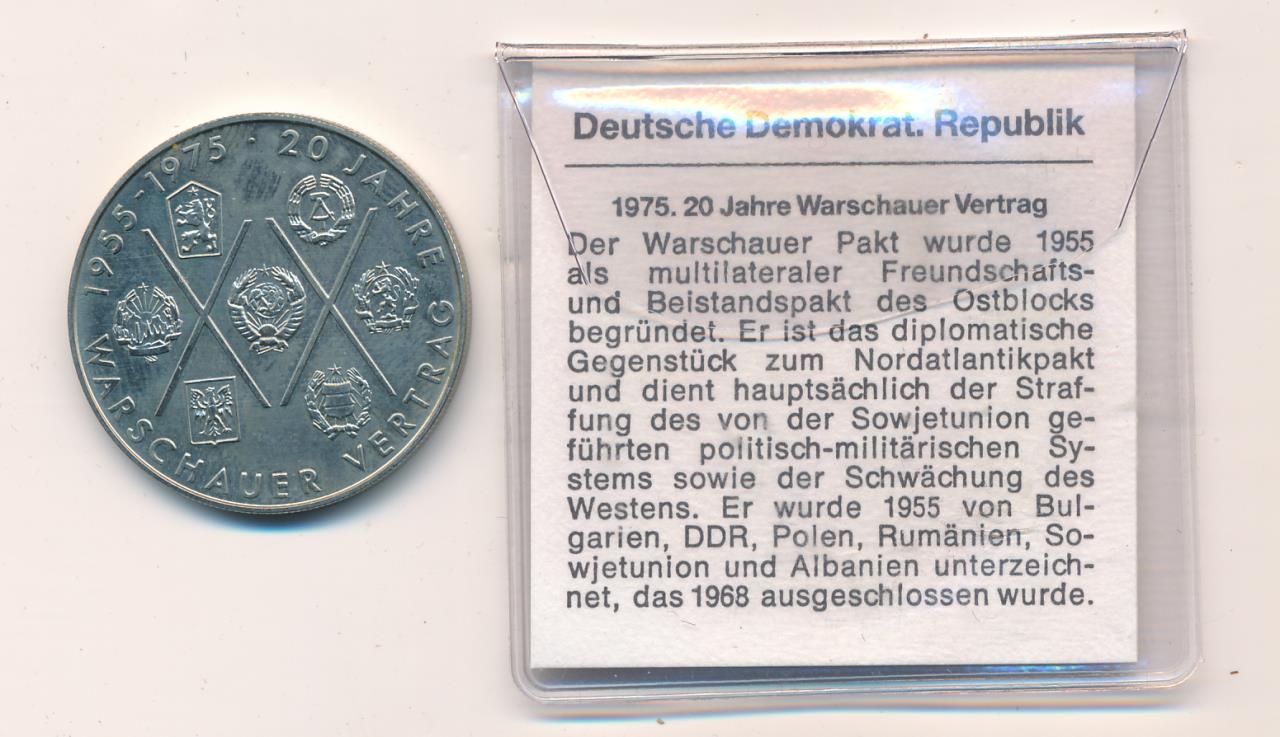 1955-1975 · 20 JAHRE
WARSCHAUER VERTRAG
Deutsche Demokrat. Republik
1975. 20 Jahre Warschauer Vertrag
Der Warschauer Pakt wurde 1955
als multilateraler Freundschafts-
und Beistandspakt des Ostblocks
begründet. Er ist das diplomatische
Gegenstück zum Nordatlantikpakt
und dient hauptsächlich der Straf-
fung des von der Sowjetunion ge-
führten politisch-militärischen Sy-
stems sowie der Schwächung des
Westens. Er wurde 1955 von Bul-
garien, DDR, Polen, Rumänien, So-
wjetunion und Albanien unterzeich-
net, das 1968 ausgeschlossen wurde.